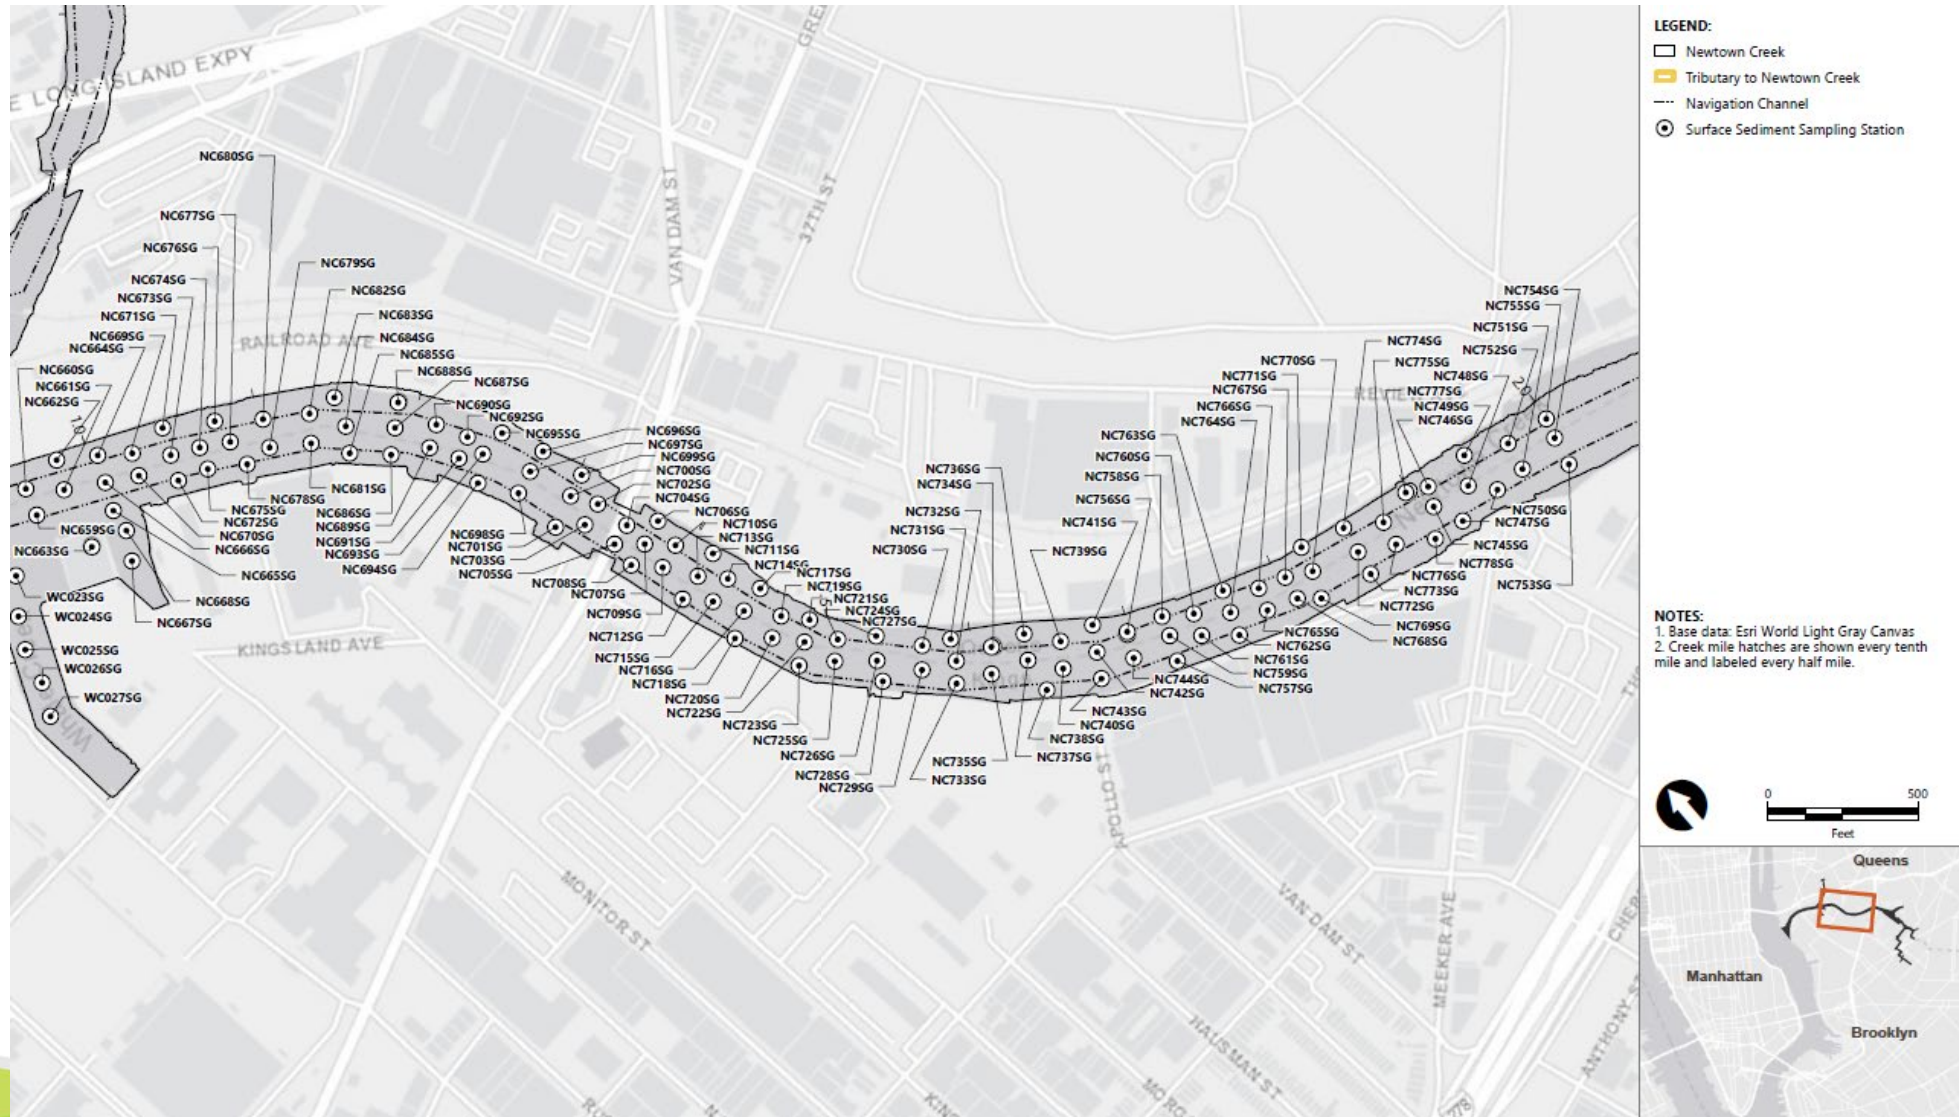 E LONG ISLAND EXPY
GREE
VAN DAM ST
37TH ST
RAILROAD AVE
KINGSLAND AVE
MONITOR ST
APOLLO ST
VAN DAM ST
HAUSMAN ST
MEEKER AVE
ANTHONY ST
CHER
278
NC680SG
NC677SG
NC676SG
NC674SG
NC673SG
NC671SG
NC669SG
NC664SG
NC660SG
NC661SG
NC662SG
NC679SG
NC682SG
NC683SG
NC684SG
NC685SG
NC688SG
NC687SG
NC690SG
NC692SG
NC695SG
NC696SG
NC697SG
NC699SG
NC700SG
NC702SG
NC704SG
NC706SG
NC710SG
NC713SG
NC711SG
NC714SG
NC717SG
NC719SG
NC721SG
NC724SG
NC727SG
NC659SG
NC663SG
NC681SG
NC678SG
NC675SG
NC672SG
NC670SG
NC666SG
NC665SG
NC668SG
NC667SG
NC686SG
NC689SG
NC691SG
NC693SG
NC694SG
NC698SG
NC701SG
NC703SG
NC705SG
NC708SG
NC707SG
NC709SG
NC712SG
NC715SG
NC716SG
NC718SG
NC720SG
NC722SG
NC723SG
NC725SG
NC726SG
NC728SG
NC729SG
WC023SG
WC024SG
WC025SG
WC026SG
WC027SG
NC736SG
NC734SG
NC732SG
NC731SG
NC730SG
NC739SG
NC741SG
NC756SG
NC758SG
NC760SG
NC763SG
NC764SG
NC766SG
NC767SG
NC771SG
NC770SG
NC774SG
NC775SG
NC754SG
NC755SG
NC751SG
NC752SG
NC748SG
NC777SG
NC749SG
NC746SG
NC750SG
NC747SG
NC745SG
NC778SG
NC776SG
NC753SG
NC773SG
NC772SG
NC769SG
NC768SG
NC765SG
NC762SG
NC761SG
NC759SG
NC757SG
NC744SG
NC742SG
NC743SG
NC740SG
NC738SG
NC737SG
NC735SG
NC733SG
LEGEND:
Newtown Creek
Tributary to Newtown Creek
Navigation Channel
Surface Sediment Sampling Station
NOTES:
1. Base data: Esri World Light Gray Canvas
2. Creek mile hatches are shown every tenth
mile and labeled every half mile.
0 500
Feet
Queens
Manhattan
Brooklyn